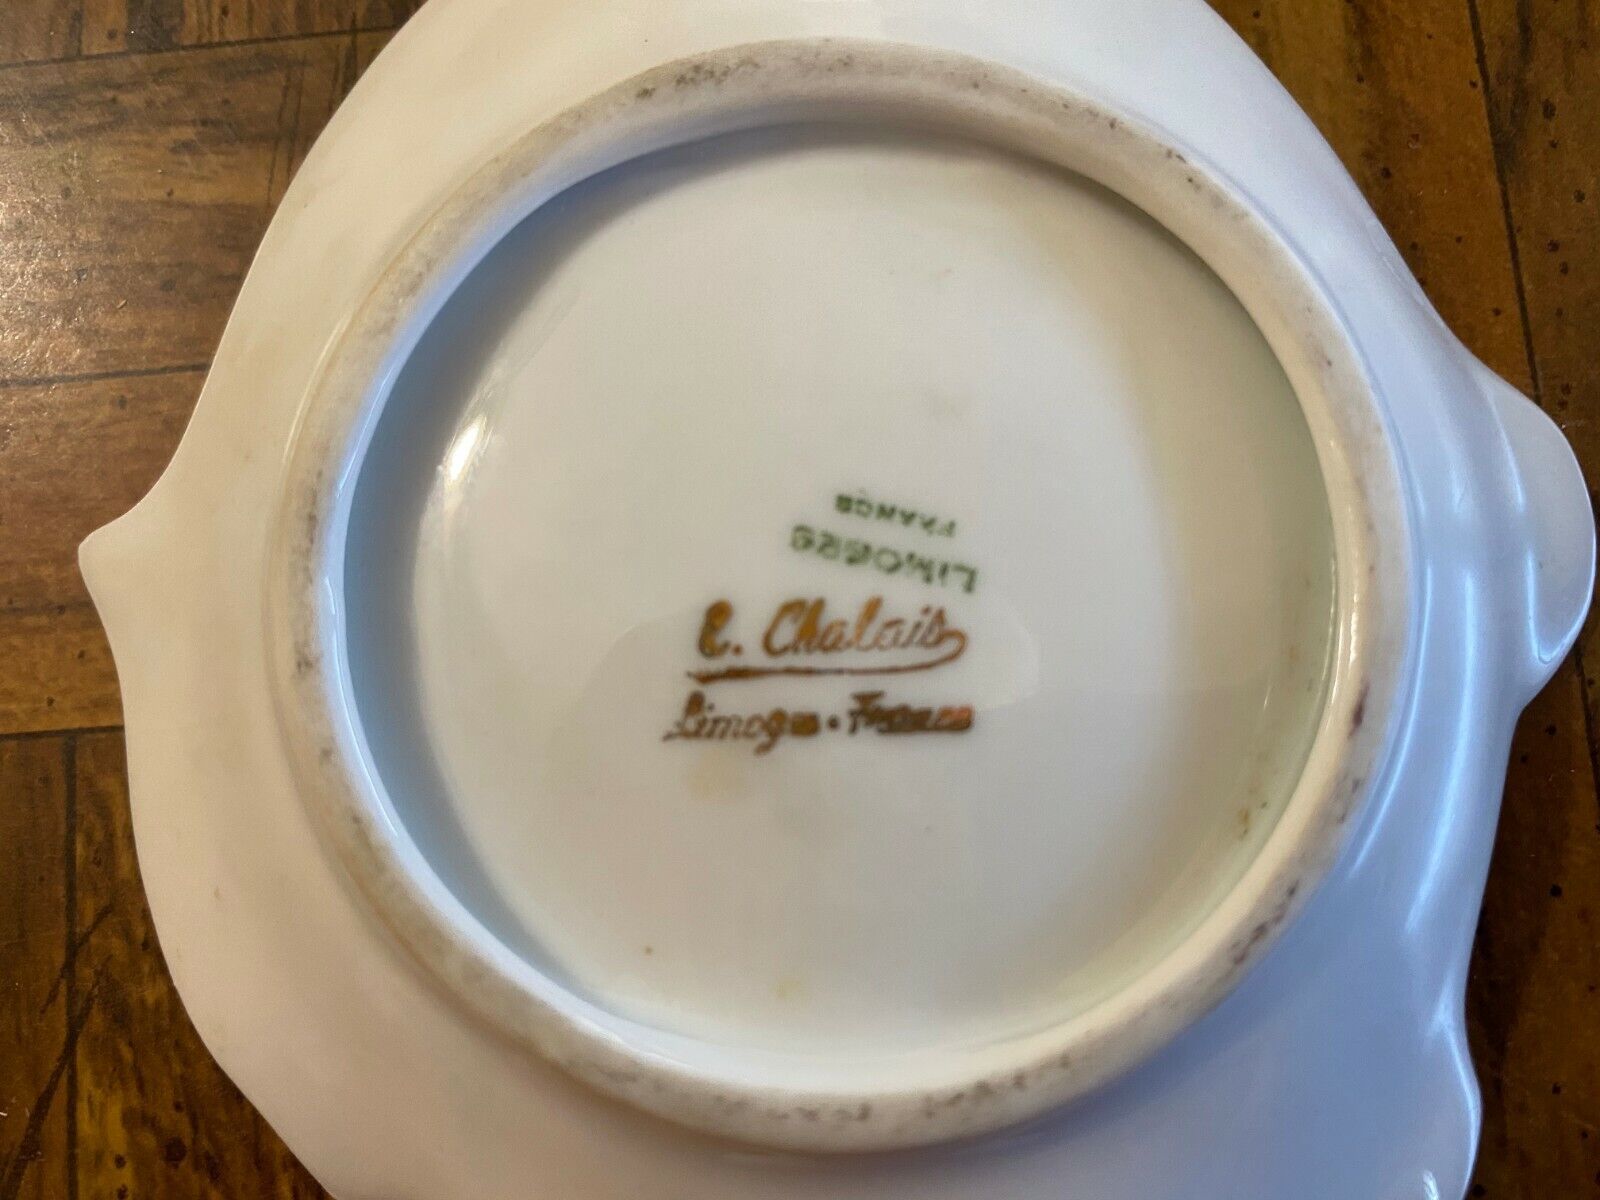 LIMOGES
FRANCE
E. Chalais
Limoges • France